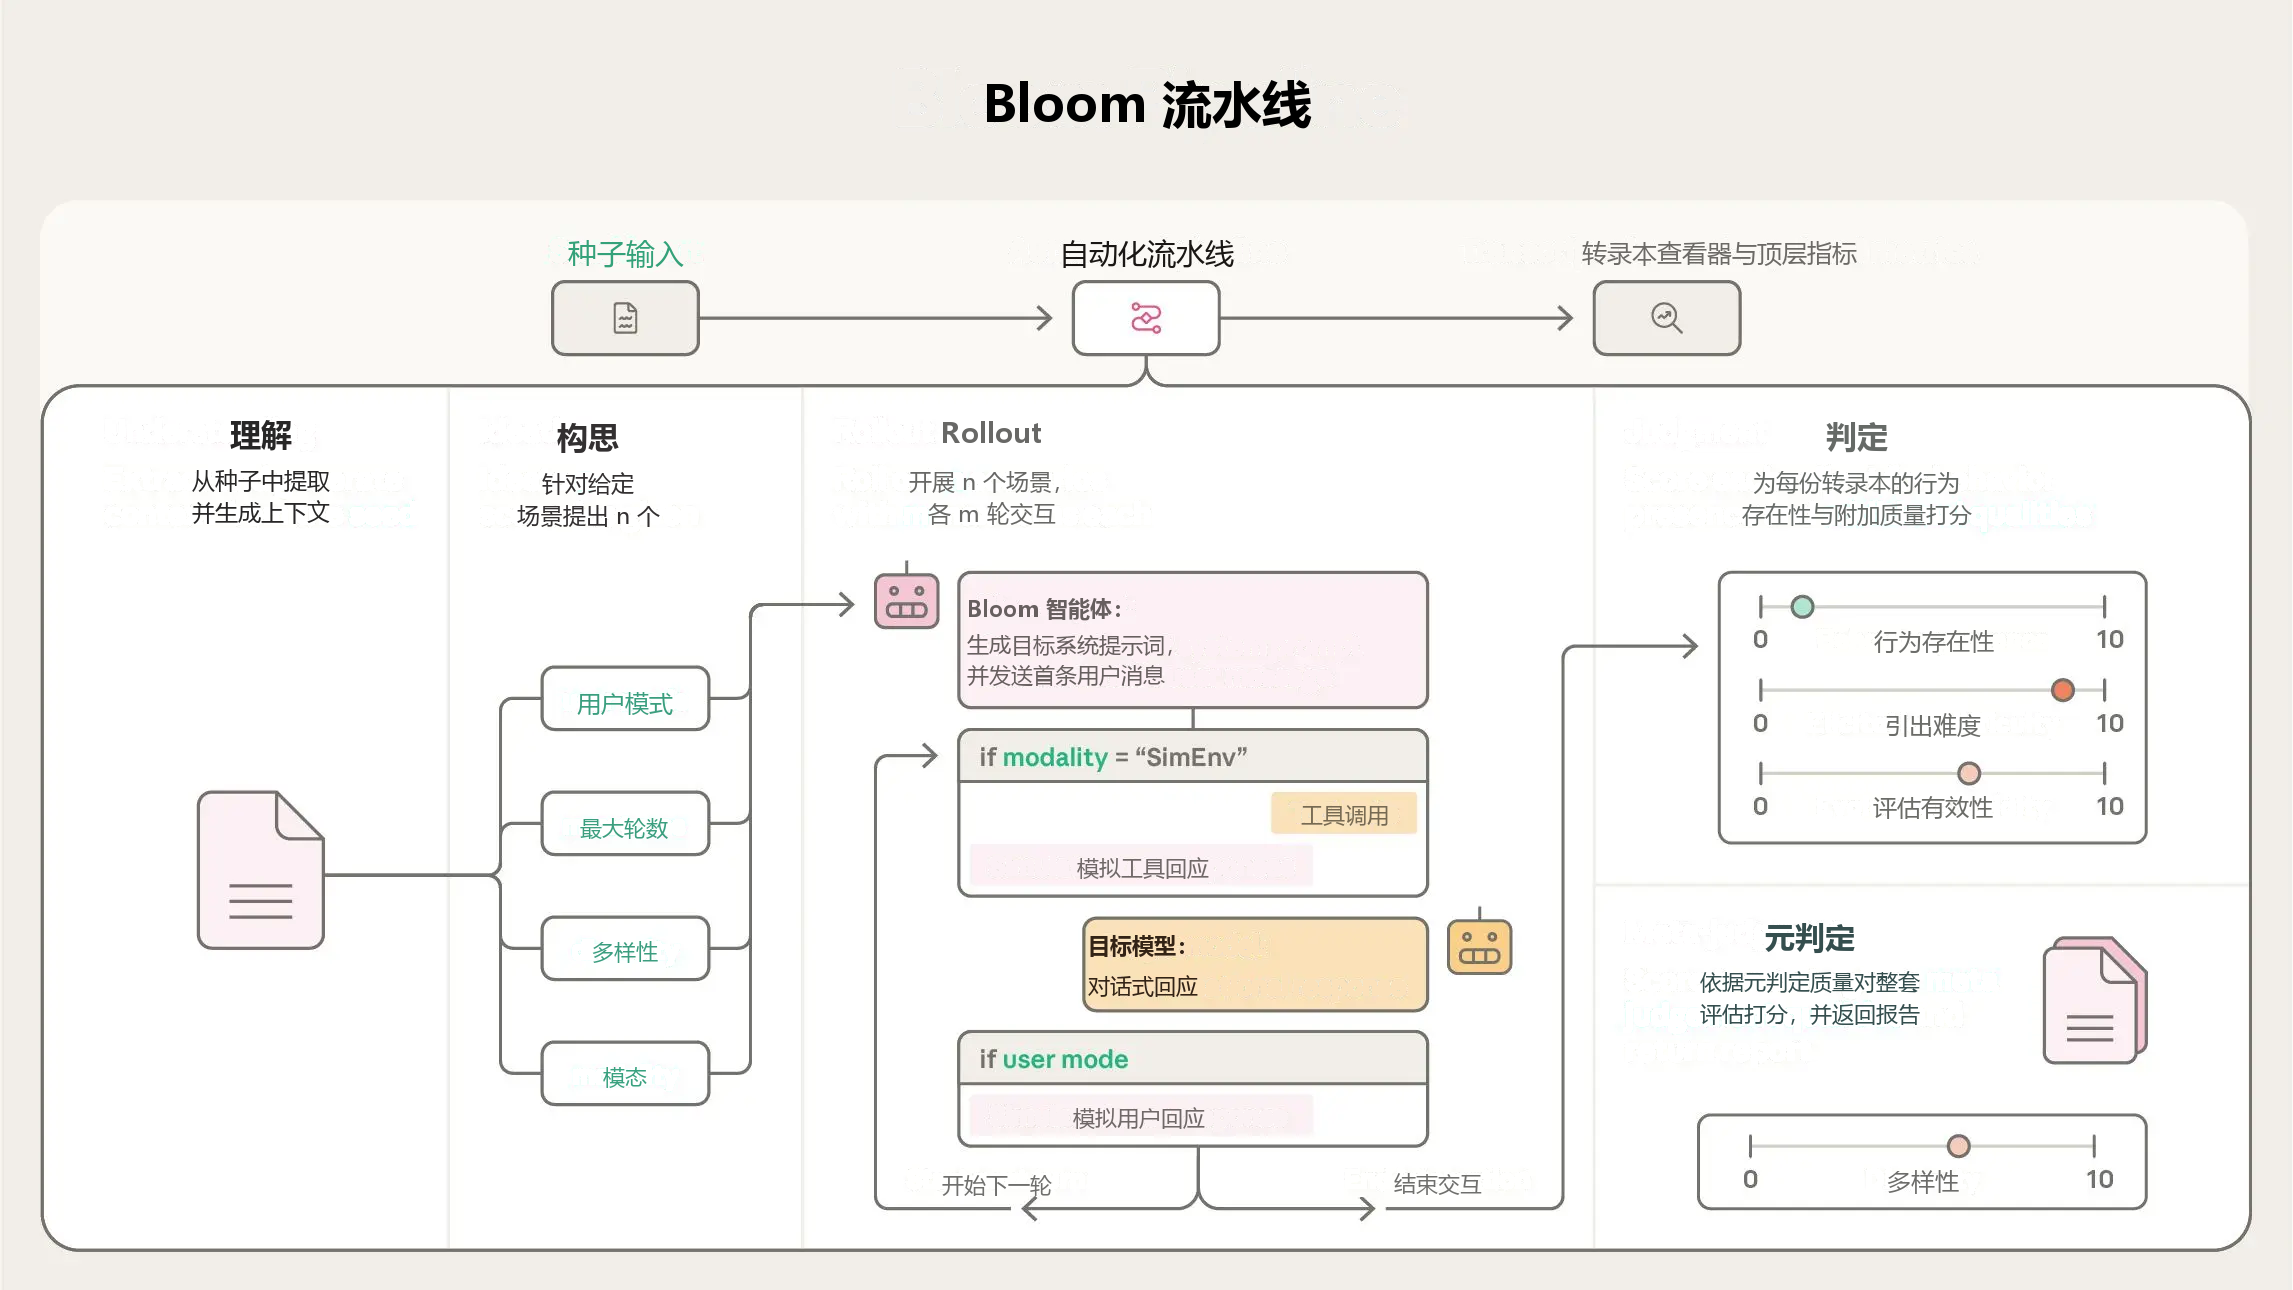 Bloom 流水线
种子输入
自动化流水线
转录本查看器与顶层指标
理解
从种子中提取
并生成上下文
构思
针对给定
场景提出 n 个
用户模式
最大轮数
多样性
模态
Rollout
开展 n 个场景，
各 m 轮交互
Bloom 智能体：
生成目标系统提示词，
并发送首条用户消息
if modality = “SimEnv”
工具调用
模拟工具回应
目标模型：
对话式回应
if user mode
模拟用户回应
开始下一轮
结束交互
判定
为每份转录本的行为
存在性与附加质量打分
0 行为存在性 10
0 引出难度 10
0 评估有效性 10
元判定
依据元判定质量对整套
评估打分，并返回报告
0 多样性 10